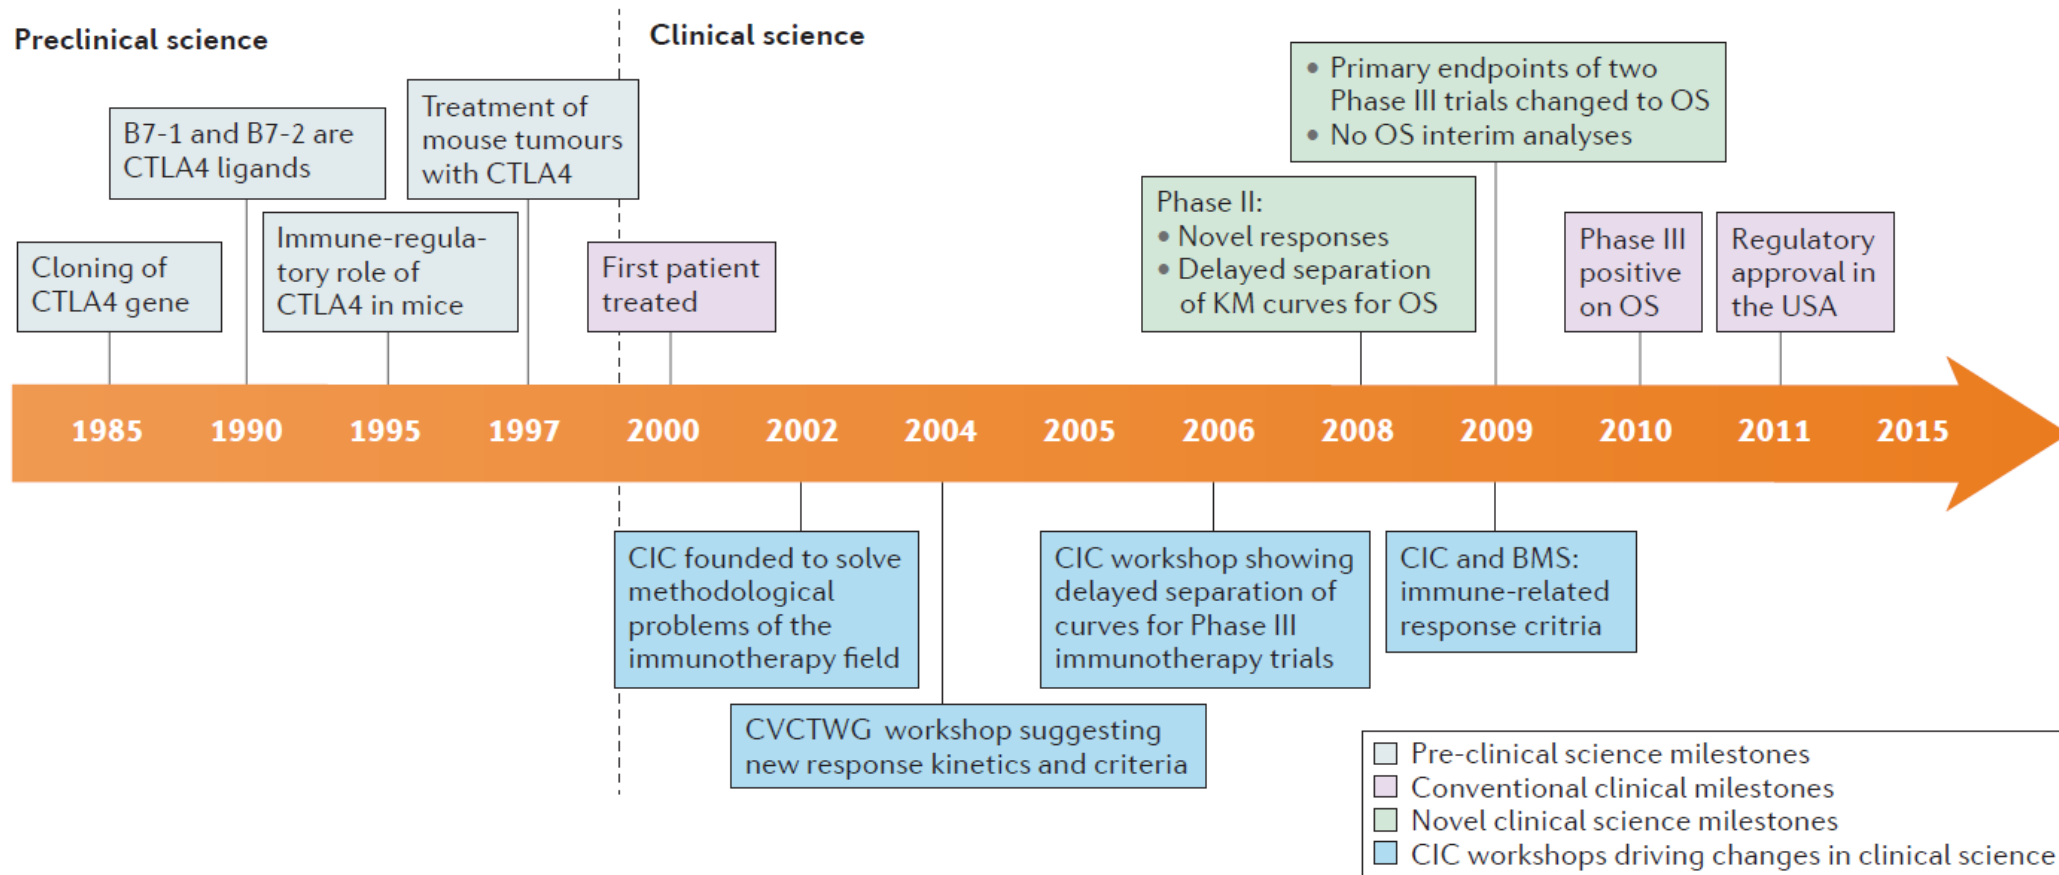 Preclinical science
Clinical science
Cloning of
CTLA4 gene
B7-1 and B7-2 are
CTLA4 ligands
Immune-regula-
tory role of
CTLA4 in mice
Treatment of
mouse tumours
with CTLA4
First patient
treated
Phase II:
• Novel responses
• Delayed separation
of KM curves for OS
• Primary endpoints of two
Phase III trials changed to OS
• No OS interim analyses
Phase III
positive
on OS
Regulatory
approval in
the USA
1985 1990 1995 1997 2000 2002 2004 2005 2006 2008 2009 2010 2011 2015
CIC founded to solve
methodological
problems of the
immunotherapy field
CVCTWG workshop suggesting
new response kinetics and criteria
CIC workshop showing
delayed separation of
curves for Phase III
immunotherapy trials
CIC and BMS:
immune-related
response critria
Pre-clinical science milestones
Conventional clinical milestones
Novel clinical science milestones
CIC workshops driving changes in clinical science